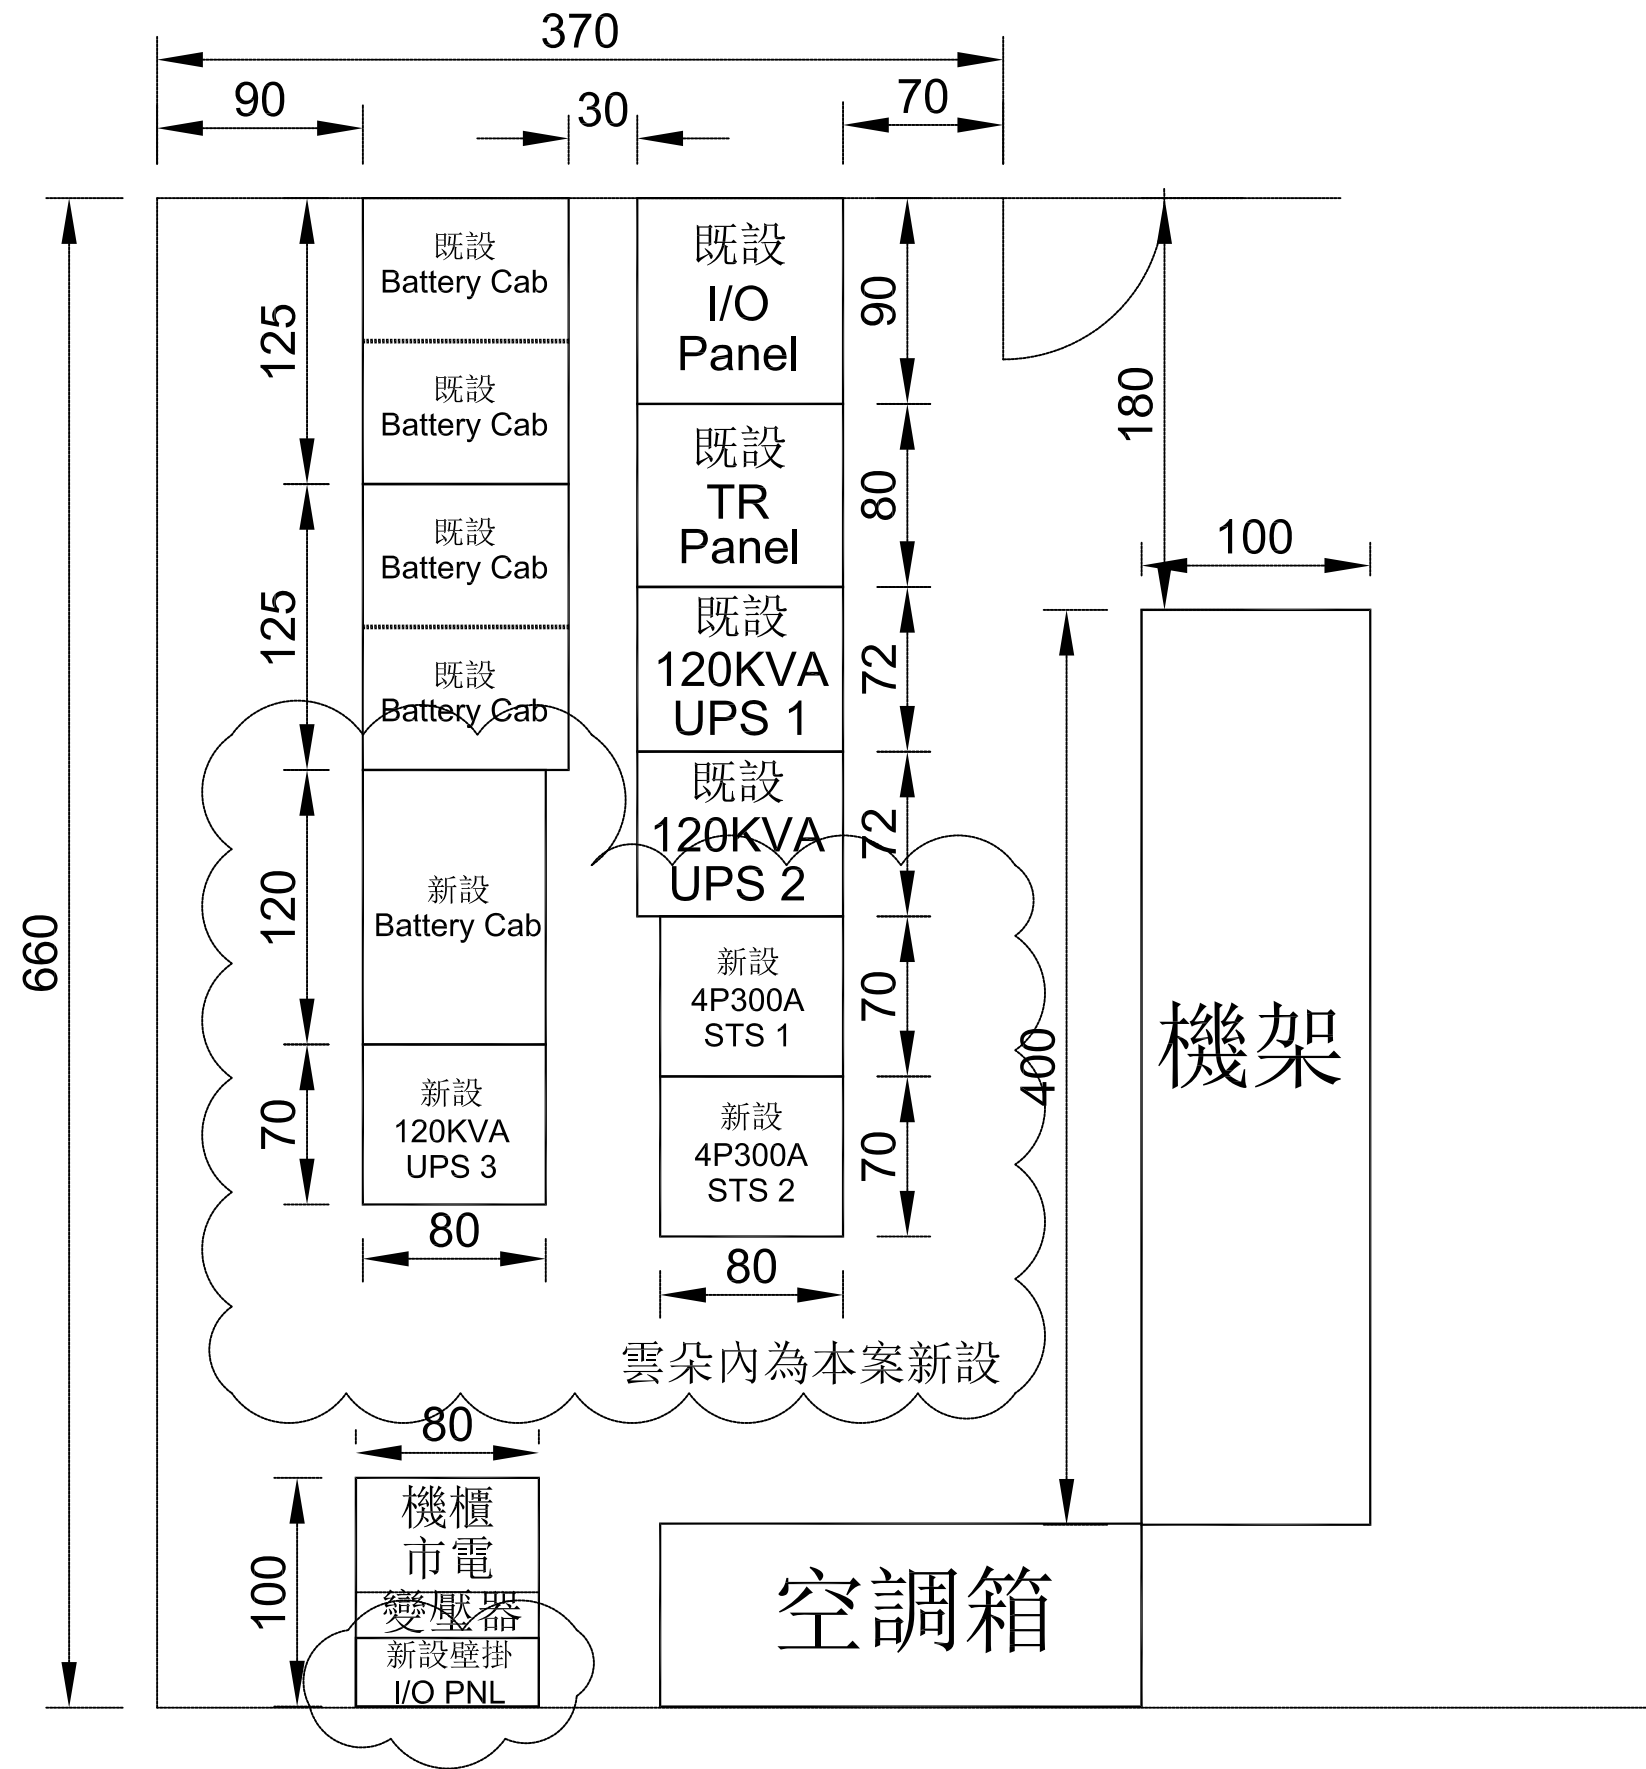 370
90
30
70
既設
Battery Cab
既設
Battery Cab
既設
Battery Cab
既設
Battery Cab
125
125
120
70
660
新設
Battery Cab
新設
120KVA
UPS 3
80
既設
I/O
Panel
既設
TR
Panel
既設
120KVA
UPS 1
既設
120KVA
UPS 2
新設
4P300A
STS 1
新設
4P300A
STS 2
80
90
80
72
72
70
70
180
100
400
機架
雲朵內為本案新設
80
100
機櫃
市電
變壓器
新設壁掛
I/O PNL
空調箱